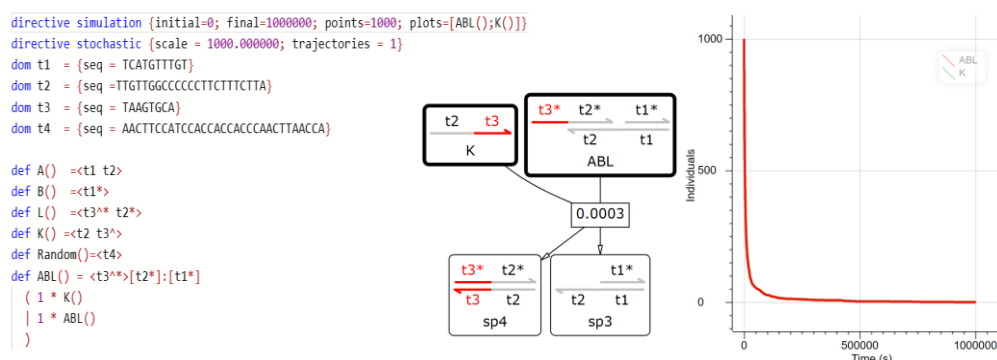 directive simulation {initial=0; final=1000000; points=1000; plots=[ABL();K()]}
directive stochastic {scale = 1000.000000; trajectories = 1}
dom t1 = {seq = TCATGTTTGT}
dom t2 = {seq =TTGTTGGCCCCCCTTCTTTCTTA}
dom t3 = {seq = TAAGTGCA}
dom t4 = {seq = AACTTCCATCCACCACCACCCAACTTAACCA}
def A() =<t1 t2>
def B() =<t1*>
def L() =<t3^* t2*>
def K() =<t2 t3^>
def Random()=<t4>
def ABL() = <t3^*>[t2*]:[t1*]
( 1 * K()
| 1 * ABL()
)
t2 t3
K
t3* t2* t1*
t2 t1
ABL
0.0003
t3* t2*
t3 t2
sp4
t1*
t2 t1
sp3
ABL
K
Individuals
1000
500
0
0 500000 1000000
Time (s)